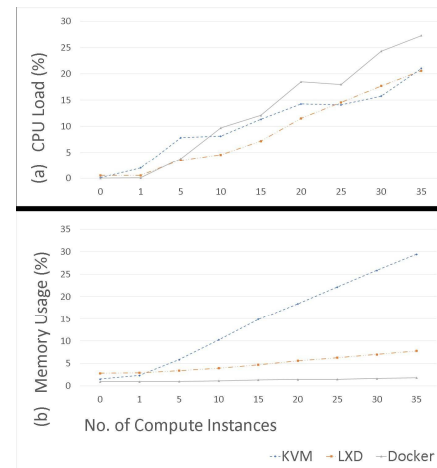 30
25
20
15
10
5
0
(a) CPU Load (%)
0 1 5 10 15 20 25 30 35
35
30
25
20
15
10
5
0
(b) Memory Usage (%)
0 1 5 10 15 20 25 30 35
No. of Compute Instances
KVM LXD Docker